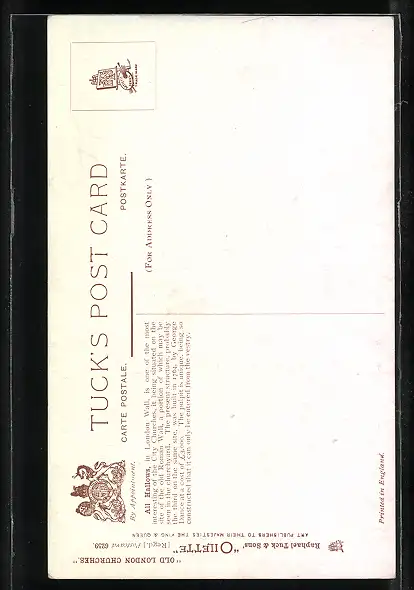 TUCK'S POST CARD
CARTE POSTALE.
POSTKARTE.
(FOR ADDRESS ONLY )
By Appointment.
All Hallows, in London Wall, is one of the most
interesting of the City Churches, it being situated on the
site of the old Roman Wall, a portion of which may be
seen in the churchyard. The present structure, probably
the third on the same site, was built in 1764 by George
Dance at a cost of £3,000. The pulpit is unique, being so
constructed that it can only be entered from the vestry.
Raphael Tuck & Sons' "OILETTE" [Regd.] Postcard 6259.
ART PUBLISHERS TO THEIR MAJESTIES THE KING & QUEEN
"OLD LONDON CHURCHES."
Printed in England.